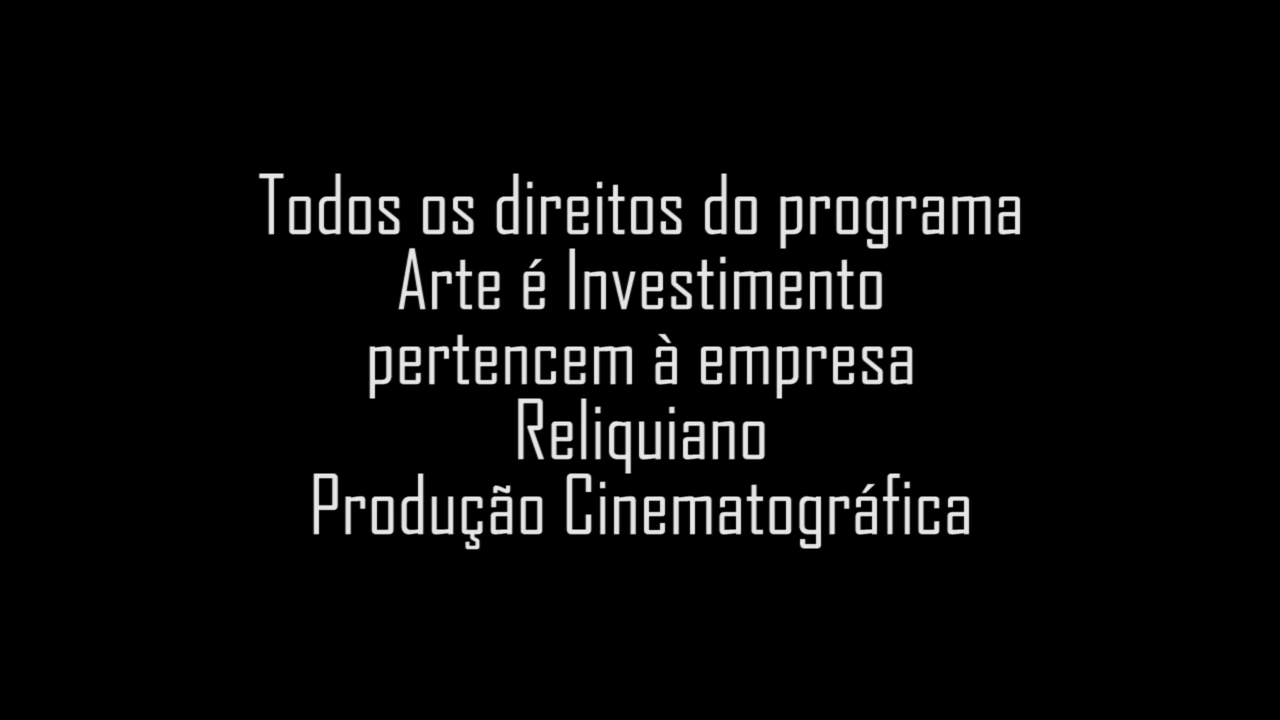 Todos os direitos do programa
Arte é Investimento
pertencem à empresa
Reliquiano
Produção Cinematográfica